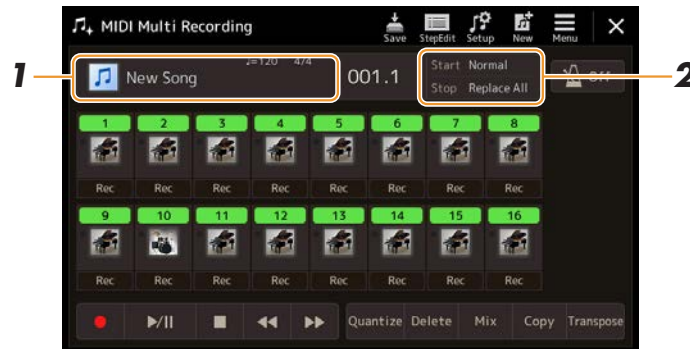 MIDI Multi Recording
Save StepEdit Setup New Menu
1 New Song ♩=120 4/4 001.1 Start Normal 2
Stop Replace All Off
1 2 3 4 5 6 7 8
Rec Rec Rec Rec Rec Rec Rec Rec
9 10 11 12 13 14 15 16
Rec Rec Rec Rec Rec Rec Rec Rec
Quantize Delete Mix Copy Transpose